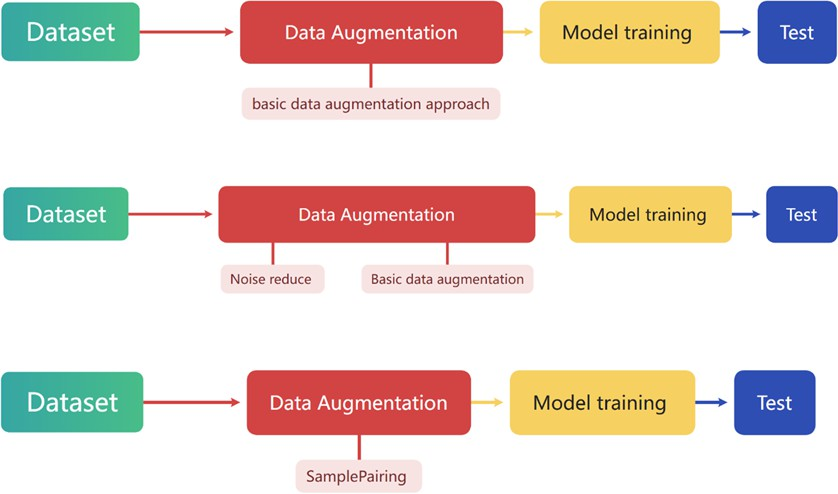 Dataset
Data Augmentation
Model training
Test
basic data augmentation approach
Dataset
Data Augmentation
Model training
Test
Noise reduce
Basic data augmentation
Dataset
Data Augmentation
Model training
Test
SamplePairing